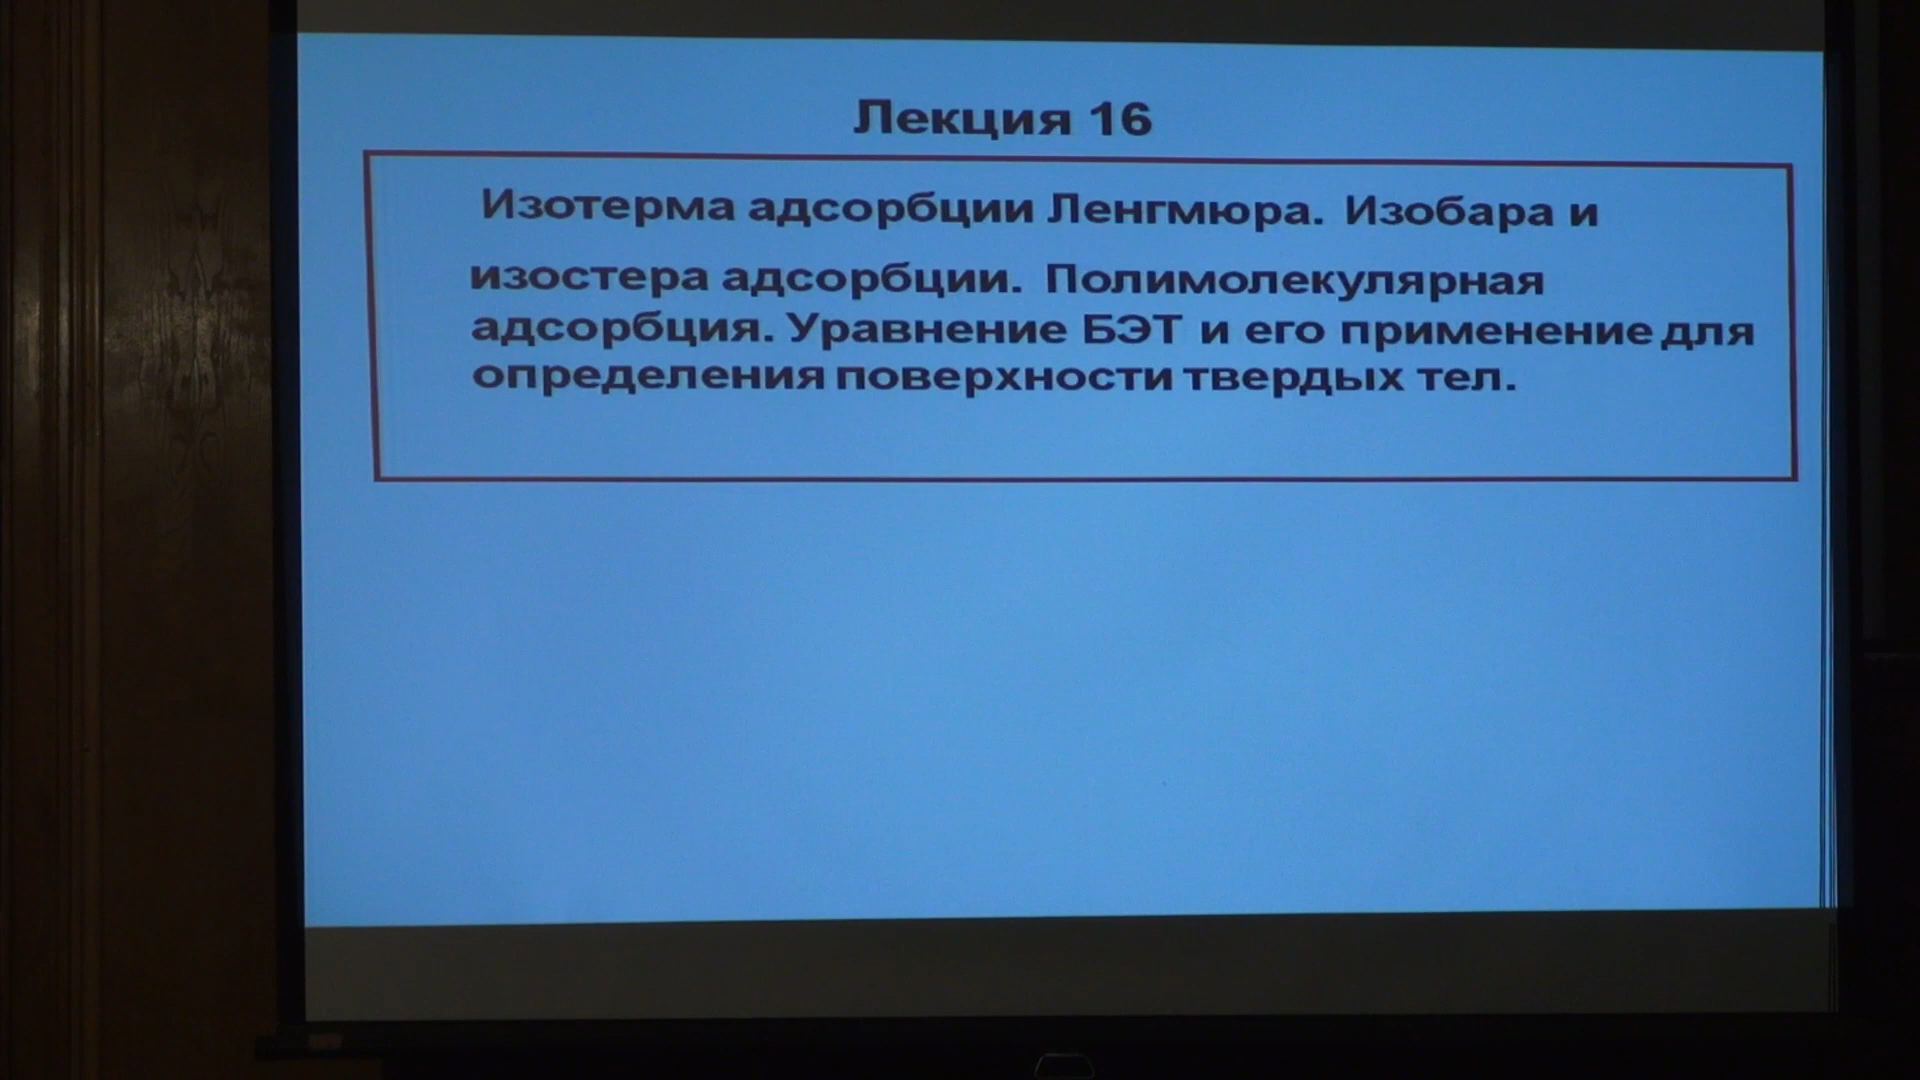 Лекция 16
Изотерма адсорбции Ленгмюра. Изобара и
изостера адсорбции. Полимолекулярная
адсорбция. Уравнение БЭТ и его применение для
определения поверхности твердых тел.